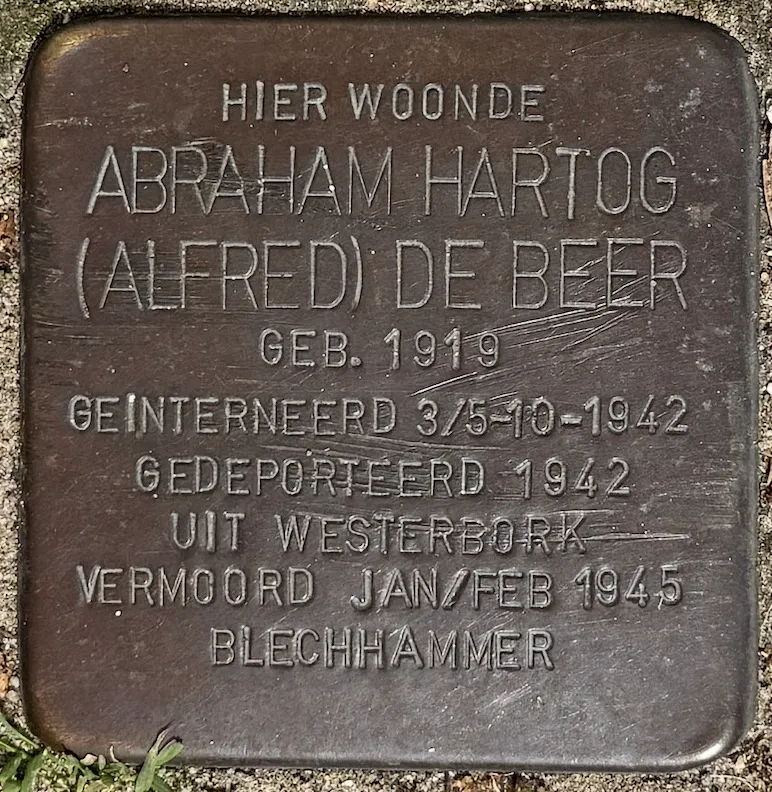 HIER WOONDE
ABRAHAM HARTOG
(ALFRED) DE BEER
GEB. 1919
GEINTERNEERD 3/5-10-1942
GEDEPORTEERD 1942
UIT WESTERBORK
VERMOORD JAN/FEB 1945
BLECHHAMMER